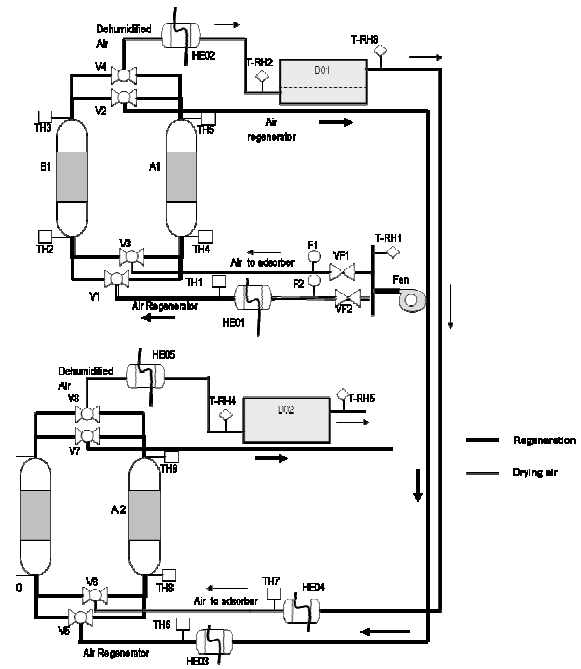 Dehumidified
Air
HE02
T-RH3
T-RH2
V4
D01
V2
TH3
TH5
Air
regenerator
B1
A1
TH2
TH4
V3
F1
T-RH1
Air to adsorber
VF1
TH1
F2
Fan
V1
Air Regenerator
VF2
HE01
HE05
Dehumidified
Air
V8
T-RH4
T-RH5
D02
V7
TH9
Regeneration
Drying air
A2
0
TH8
V6
TH7
HE04
Air to adsorber
V5
TH6
Air Regenerator
HE03